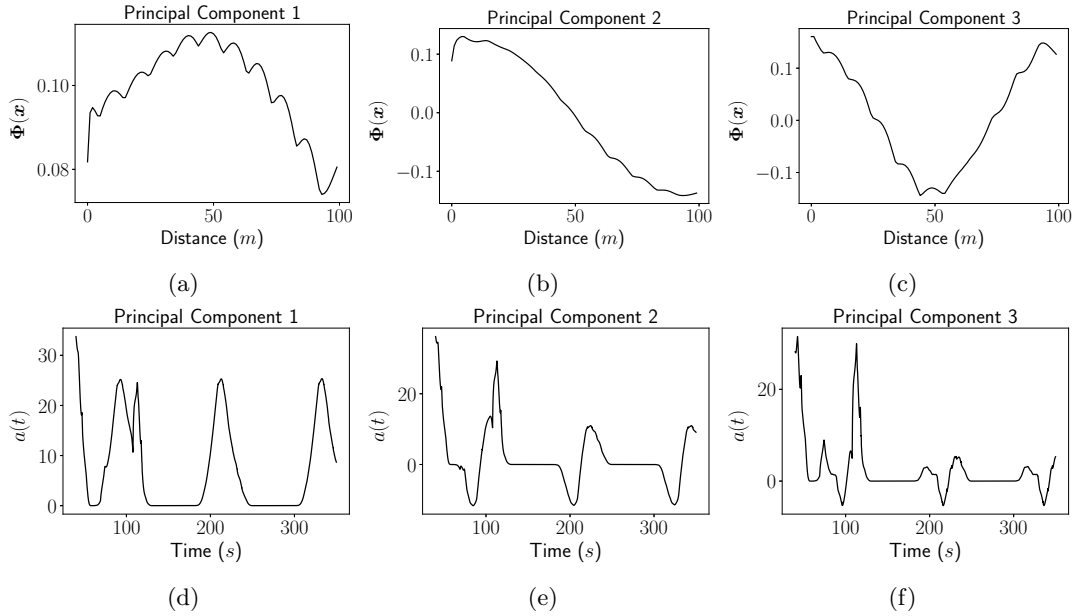 Principal Component 1
Principal Component 2
Principal Component 3
0.10
0.08
Φ(x)
0 50 100
Distance (m)
0.1
0.0
−0.1
Φ(x)
0 50 100
Distance (m)
0.1
0.0
−0.1
Φ(x)
0 50 100
Distance (m)
(a)
(b)
(c)
Principal Component 1
Principal Component 2
Principal Component 3
30
20
10
0
a(t)
100 200 300
Time (s)
20
0
a(t)
100 200 300
Time (s)
20
0
a(t)
100 200 300
Time (s)
(d)
(e)
(f)